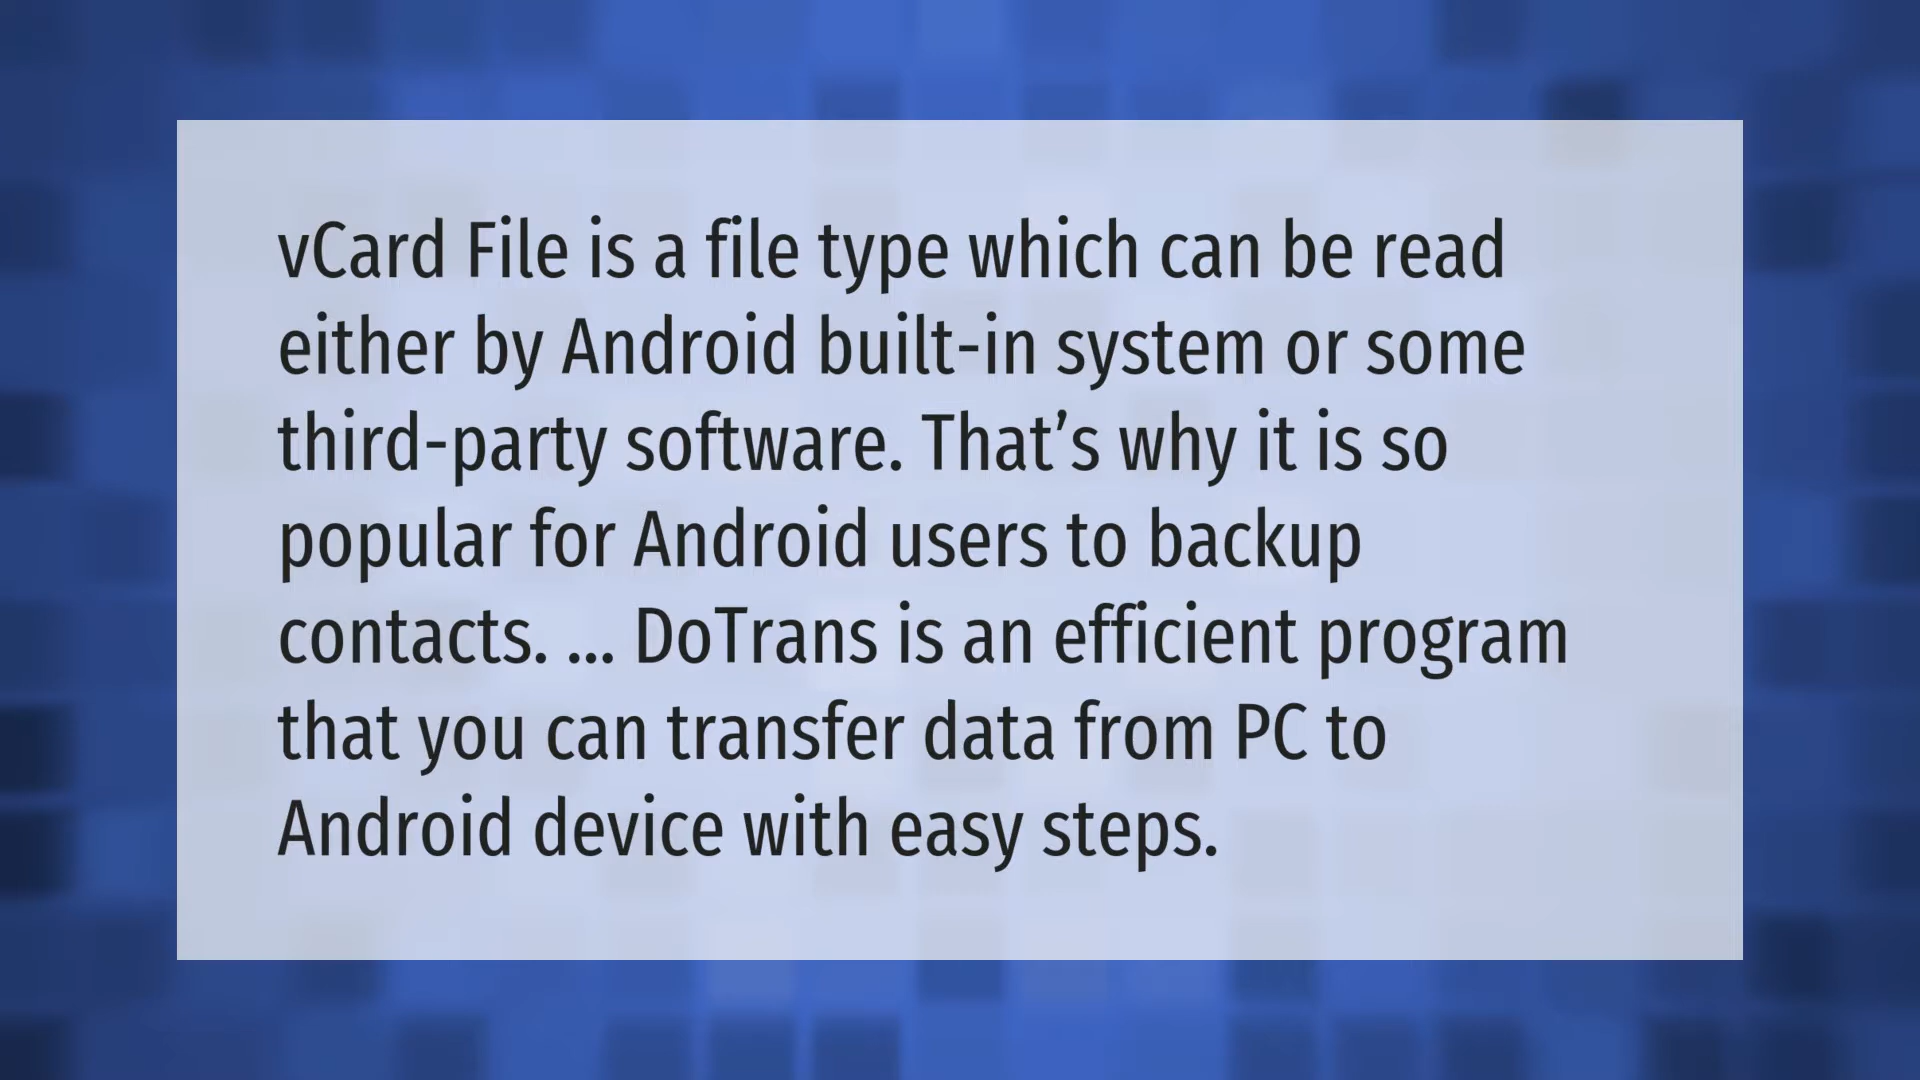 vCard File is a file type which can be read
either by Android built-in system or some
third-party software. That’s why it is so
popular for Android users to backup
contacts. ... DoTrans is an efficient program
that you can transfer data from PC to
Android device with easy steps.